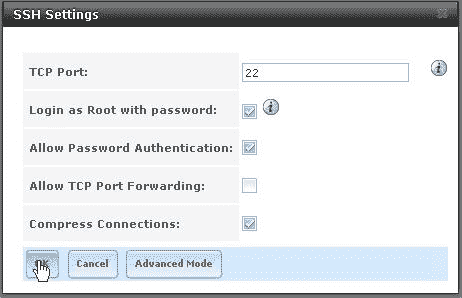 SSH Settings
TCP Port:
22
Login as Root with password:
Allow Password Authentication:
Allow TCP Port Forwarding:
Compress Connections:
OK Cancel Advanced Mode